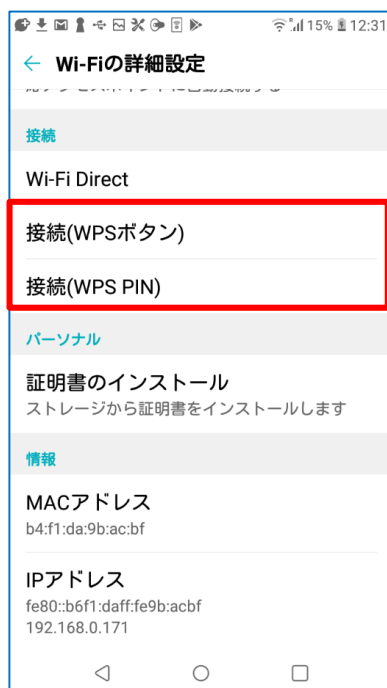 15% 12:31
Wi-Fiの詳細設定
接続
Wi-Fi Direct
接続(WPSボタン)
接続(WPS PIN)
パーソナル
証明書のインストール
ストレージから証明書をインストールします
情報
MACアドレス
b4:f1:da:9b:ac:bf
IPアドレス
fe80::b6f1:daff:fe9b:acbf
192.168.0.171